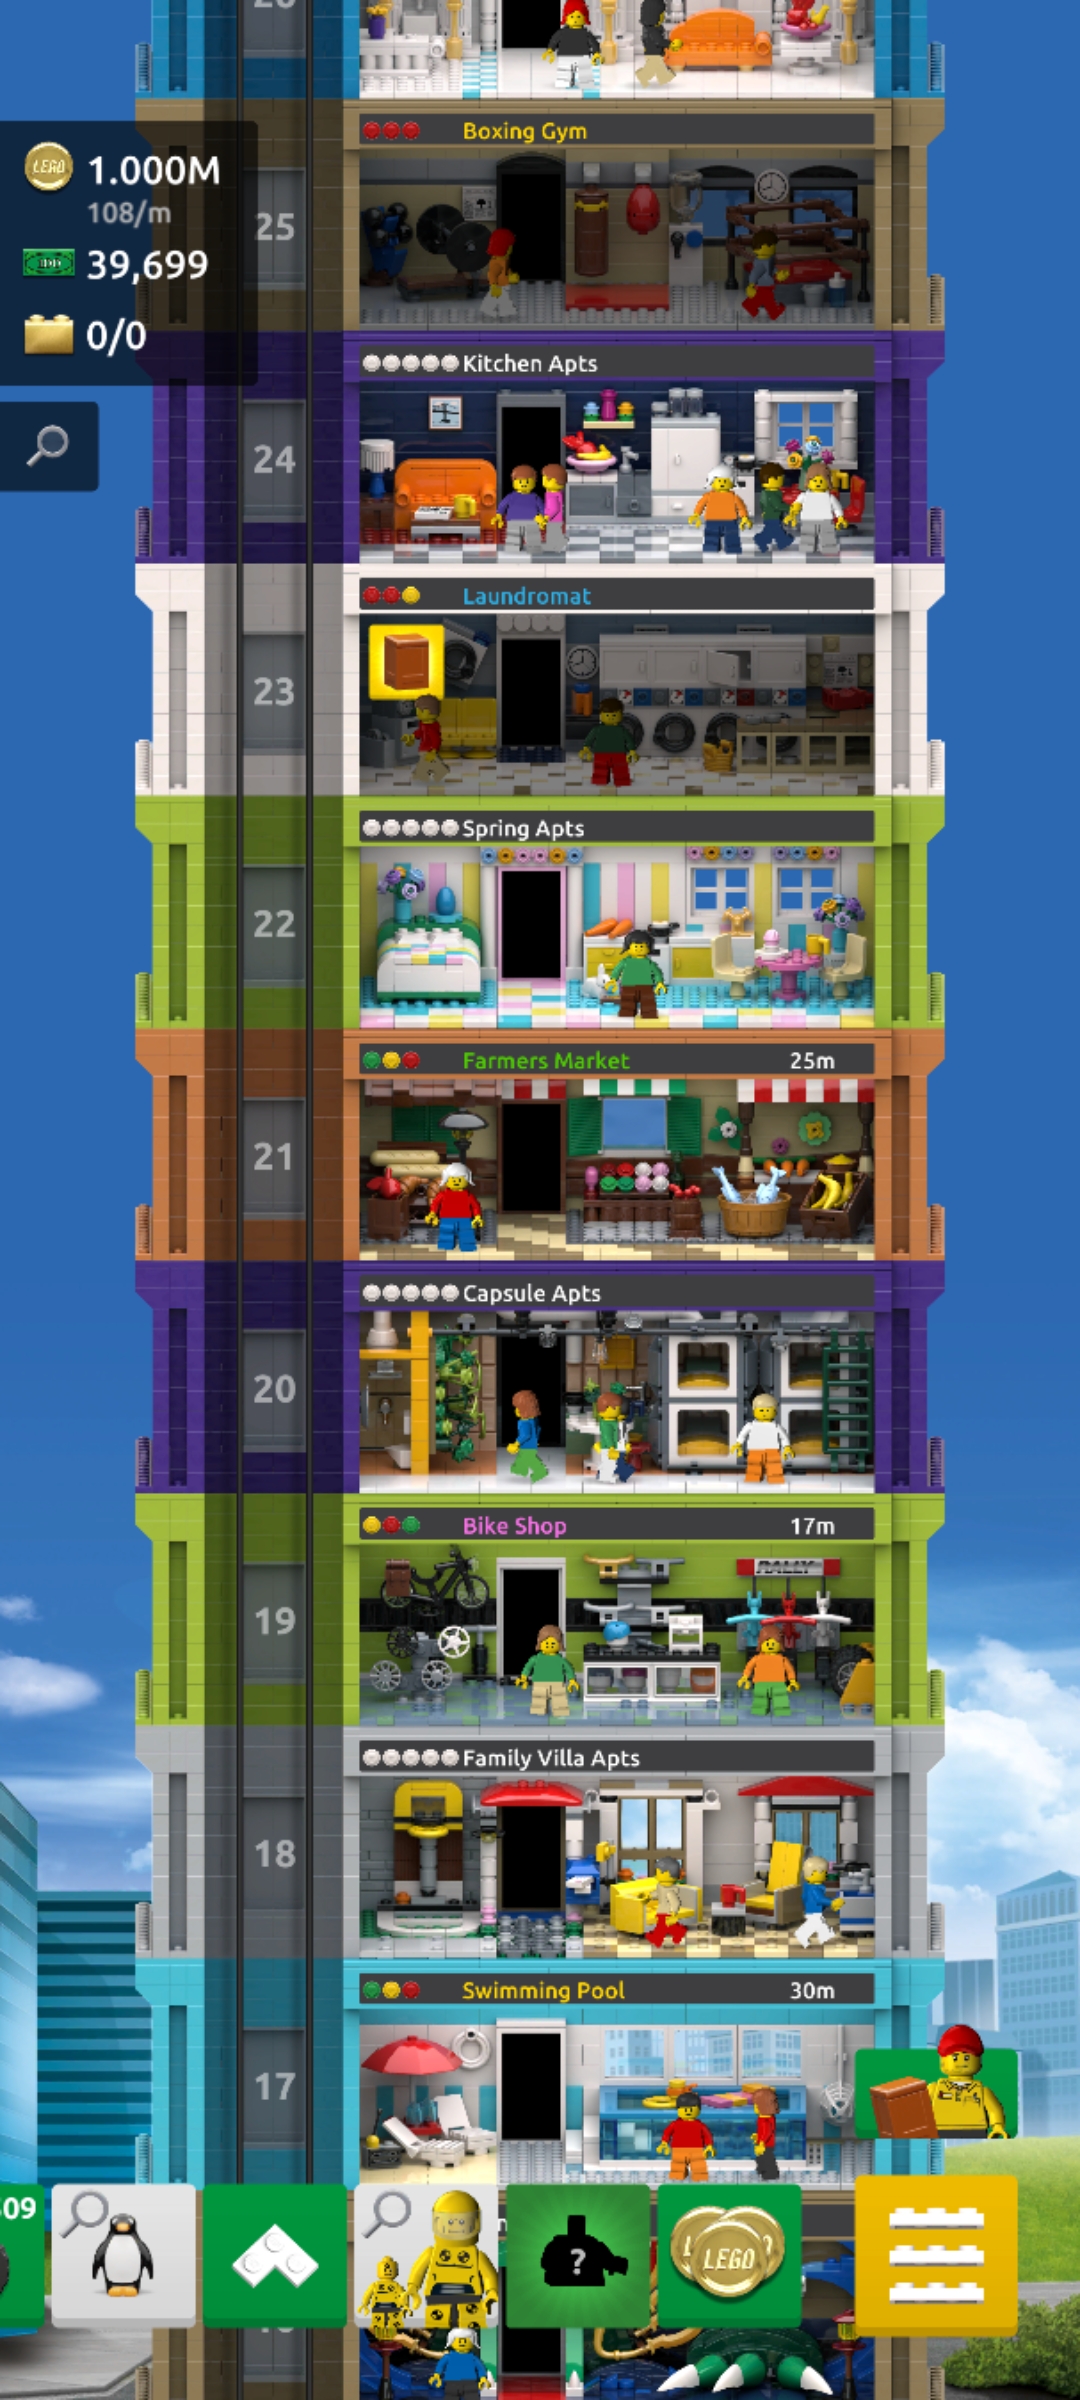 Boxing Gym
LEGO
1.000M
108/m
39,699
0/0
25
Kitchen Apts
24
Laundromat
23
Spring Apts
22
Farmers Market 25m
21
Capsule Apts
20
Bike Shop 17m
RALLY
19
Family Villa Apts
18
Swimming Pool 30m
17
?
LEGO